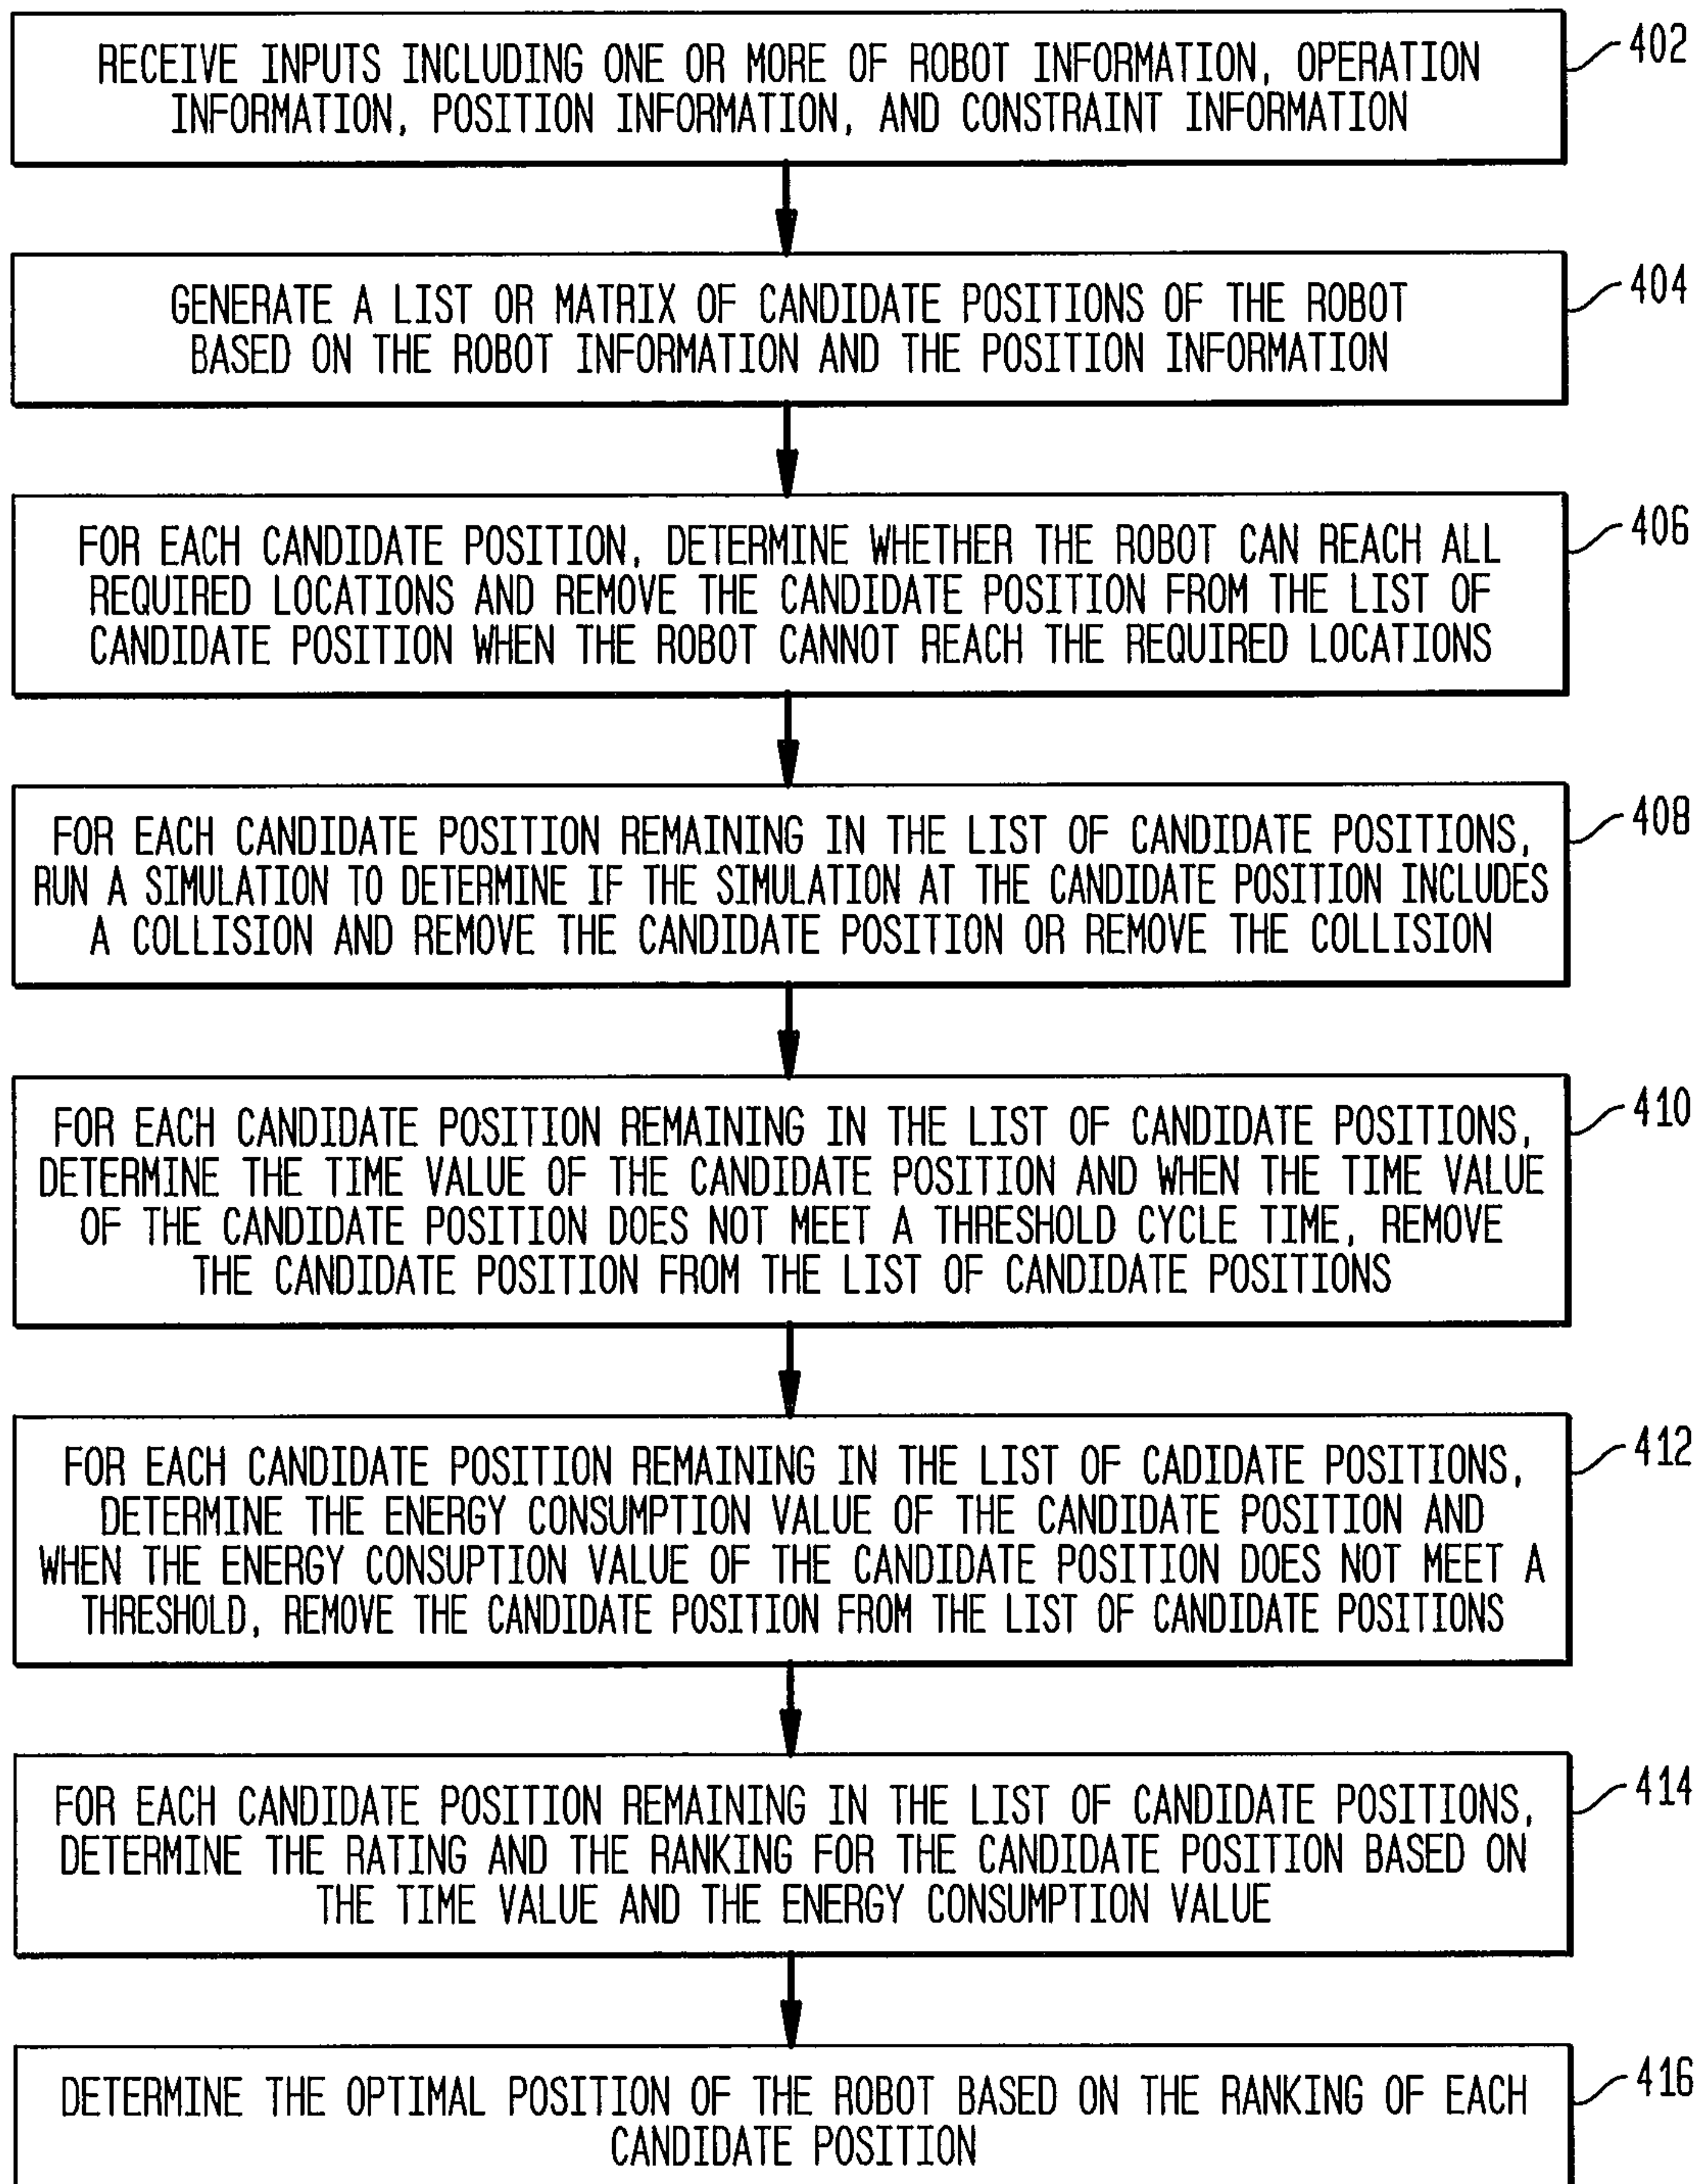 RECEIVE INPUTS INCLUDING ONE OR MORE OF ROBOT INFORMATION, OPERATION
INFORMATION, POSITION INFORMATION, AND CONSTRAINT INFORMATION
402
GENERATE A LIST OR MATRIX OF CANDIDATE POSITIONS OF THE ROBOT
BASED ON THE ROBOT INFORMATION AND THE POSITION INFORMATION
404
FOR EACH CANDIDATE POSITION, DETERMINE WHETHER THE ROBOT CAN REACH ALL
REQUIRED LOCATIONS AND REMOVE THE CANDIDATE POSITION FROM THE LIST OF
CANDIDATE POSITION WHEN THE ROBOT CANNOT REACH THE REQUIRED LOCATIONS
406
FOR EACH CANDIDATE POSITION REMAINING IN THE LIST OF CANDIDATE POSITIONS,
RUN A SIMULATION TO DETERMINE IF THE SIMULATION AT THE CANDIDATE POSITION INCLUDES
A COLLISION AND REMOVE THE CANDIDATE POSITION OR REMOVE THE COLLISION
408
FOR EACH CANDIDATE POSITION REMAINING IN THE LIST OF CANDIDATE POSITIONS,
DETERMINE THE TIME VALUE OF THE CANDIDATE POSITION AND WHEN THE TIME VALUE
OF THE CANDIDATE POSITION DOES NOT MEET A THRESHOLD CYCLE TIME, REMOVE
THE CANDIDATE POSITION FROM THE LIST OF CANDIDATE POSITIONS
410
FOR EACH CANDIDATE POSITION REMAINING IN THE LIST OF CADIDATE POSITIONS,
DETERMINE THE ENERGY CONSUMPTION VALUE OF THE CANDIDATE POSITION AND
WHEN THE ENERGY CONSUPTION VALUE OF THE CANDIDATE POSITION DOES NOT MEET A
THRESHOLD, REMOVE THE CANDIDATE POSITION FROM THE LIST OF CANDIDATE POSITIONS
412
FOR EACH CANDIDATE POSITION REMAINING IN THE LIST OF CANDIDATE POSITIONS,
DETERMINE THE RATING AND THE RANKING FOR THE CANDIDATE POSITION BASED ON
THE TIME VALUE AND THE ENERGY CONSUMPTION VALUE
414
DETERMINE THE OPTIMAL POSITION OF THE ROBOT BASED ON THE RANKING OF EACH
CANDIDATE POSITION
416